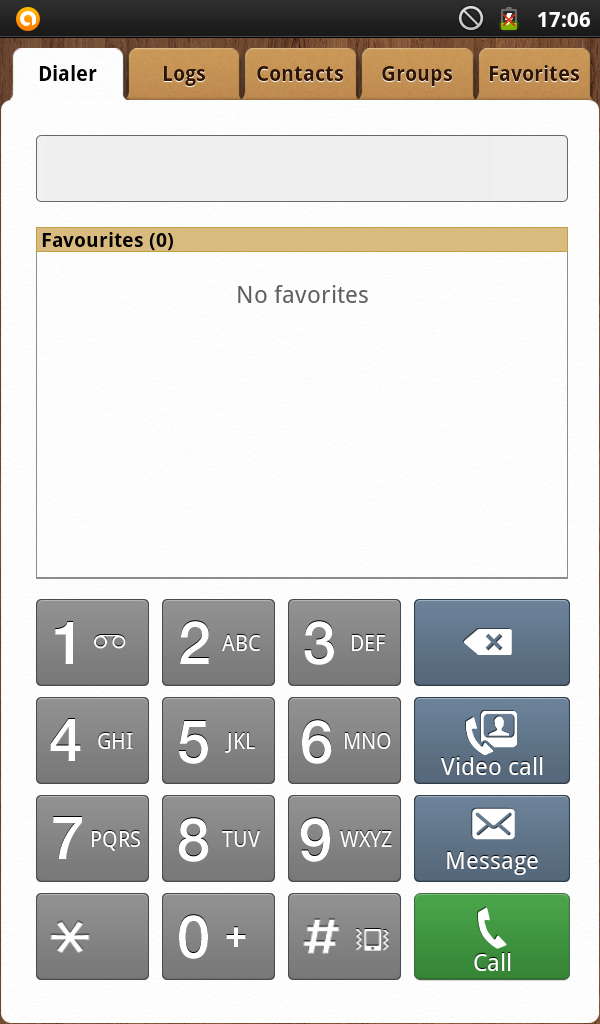 17:06
Dialer Logs Contacts Groups Favorites
Favourites (0)
No favorites
1 2 ABC 3 DEF
4 GHI 5 JKL 6 MNO Video call
7 PQRS 8 TUV 9 WXYZ Message
* 0 + # Call